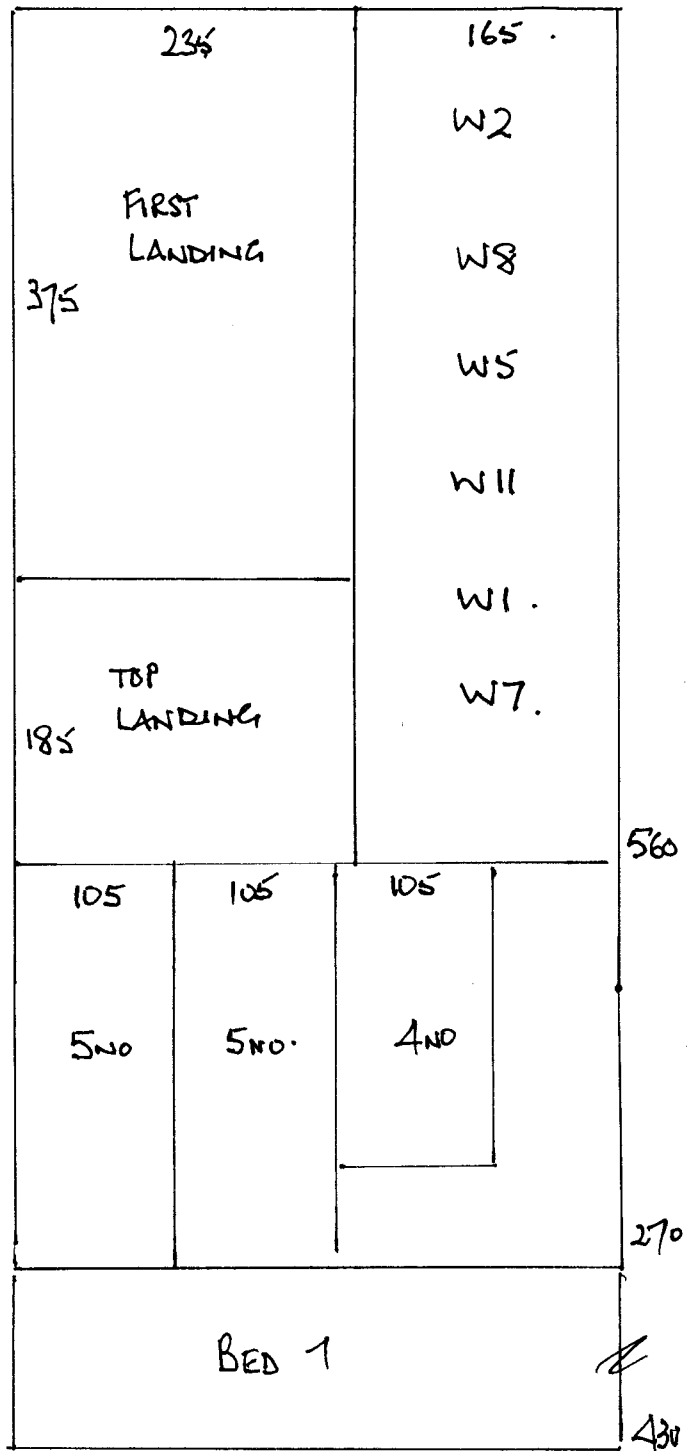 235
165 .
W2
FIRST
LANDING
W8
375
W5
W11
W1 .
TOP
LANDING
W7 .
185
560
105
105
105
5NO
5NO.
4NO
270
BED 1
430